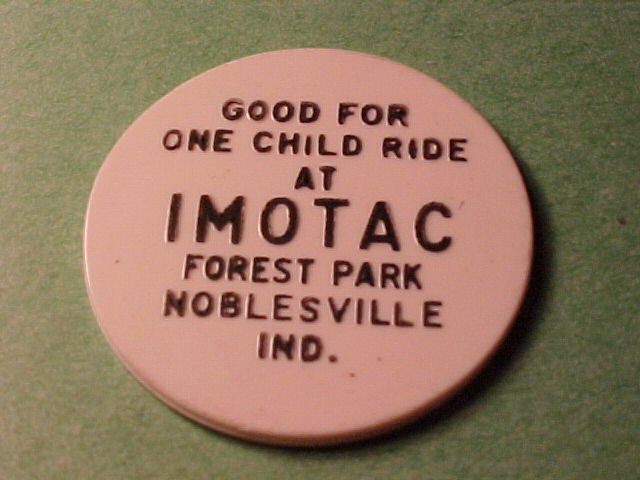 GOOD FOR
ONE CHILD RIDE
AT
IMOTAC
FOREST PARK
NOBLESVILLE
IND.